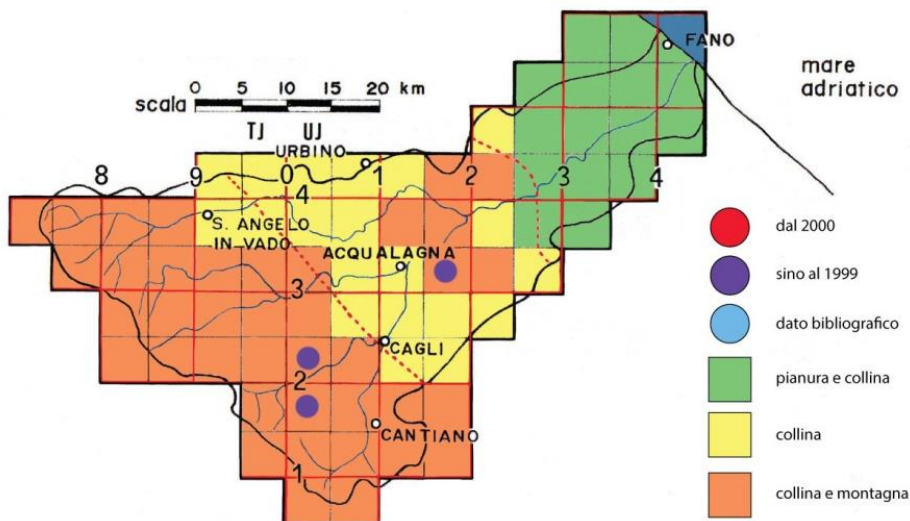 FANO
mare
adriatico
0 5 10 15 20 km
scala
TJ UJ
URBINO
8 9 0 1 2 3 4
4
S. ANGELO
IN VADO
ACQUALAGNA
3
CAGLI
2
CANTIANO
1
dal 2000
sino al 1999
dato bibliografico
pianura e collina
collina
collina e montagna